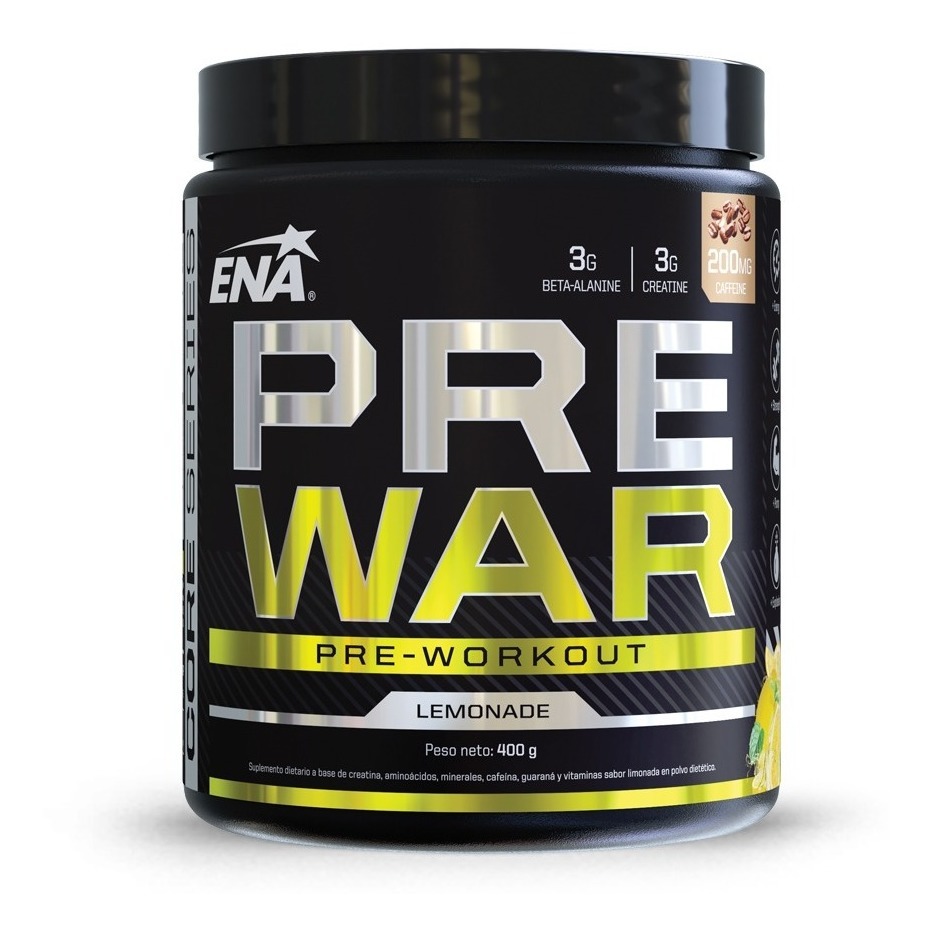 ENA®
3G
BETA-ALANINE
3G
CREATINE
200MG
CAFFEINE
CORE SERIES
PRE
WAR
PRE-WORKOUT
LEMONADE
Peso neto: 400 g
Suplemento dietario a base de creatina, aminoácidos, minerales, cafeína, guaraná y vitaminas sabor limonada en polvo dietético.